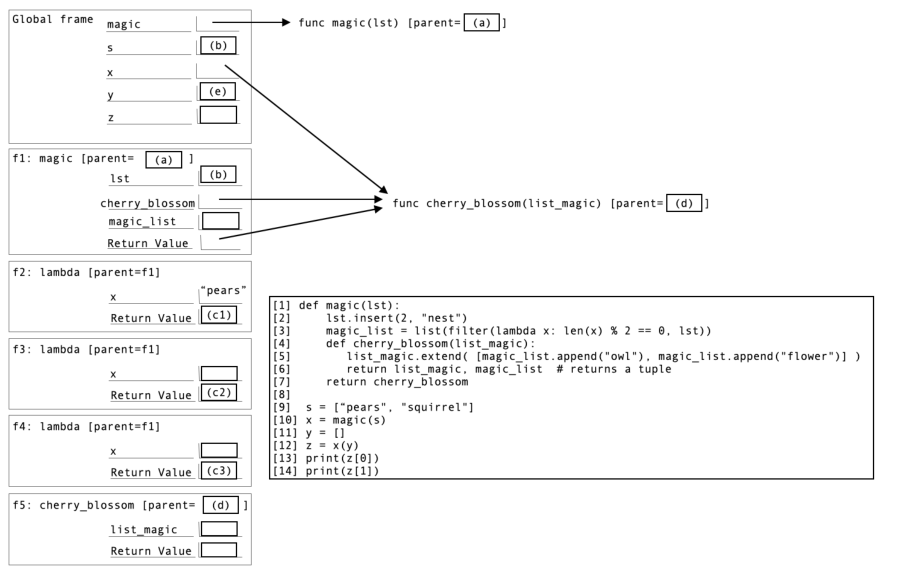 Global frame
magic
func magic(lst) [parent= (a) ]
s (b)
x
y (e)
z
f1: magic [parent= (a) ]
lst (b)
cherry_blossom
func cherry_blossom(list_magic) [parent= (d) ]
magic_list
Return Value
f2: lambda [parent=f1]
x “pears”
Return Value (c1)
f3: lambda [parent=f1]
x
Return Value (c2)
f4: lambda [parent=f1]
x
Return Value (c3)
f5: cherry_blossom [parent= (d) ]
list_magic
Return Value
[1] def magic(lst):
[2]     lst.insert(2, "nest")
[3]     magic_list = list(filter(lambda x: len(x) % 2 == 0, lst))
[4]     def cherry_blossom(list_magic):
[5]        list_magic.extend( [magic_list.append("owl"), magic_list.append("flower")] )
[6]        return list_magic, magic_list  # returns a tuple
[7]     return cherry_blossom
[8]
[9]  s = [“pears", "squirrel"]
[10] x = magic(s)
[11] y = []
[12] z = x(y)
[13] print(z[0])
[14] print(z[1])